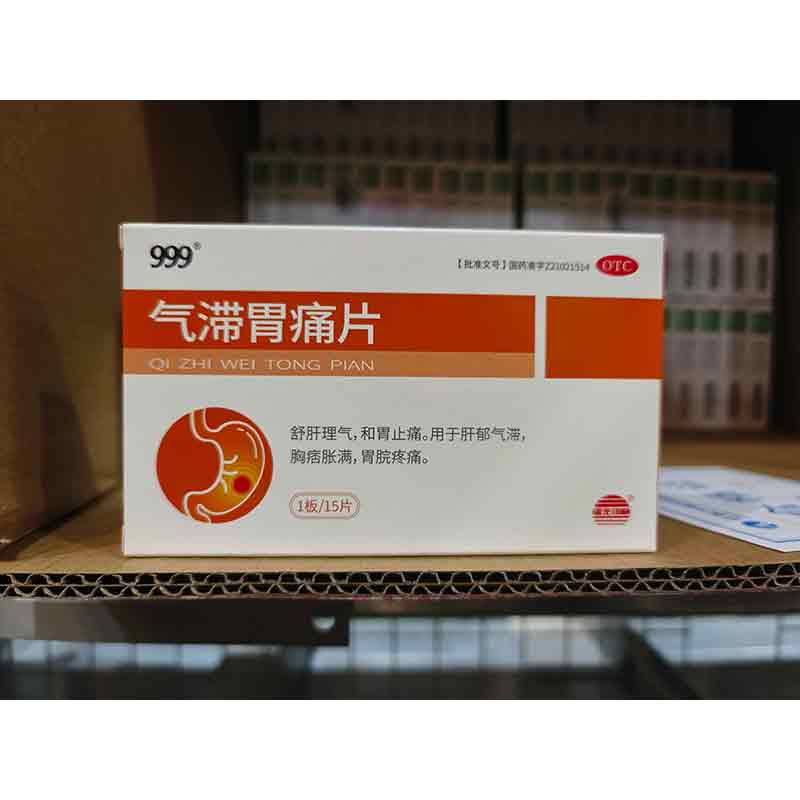 999®
【批准文号】国药准字Z21021514
OTC
气滞胃痛片
QI ZHI WEI TONG PIAN
舒肝理气，和胃止痛。用于肝郁气滞，
胸痞胀满，胃脘疼痛。
1板/15片